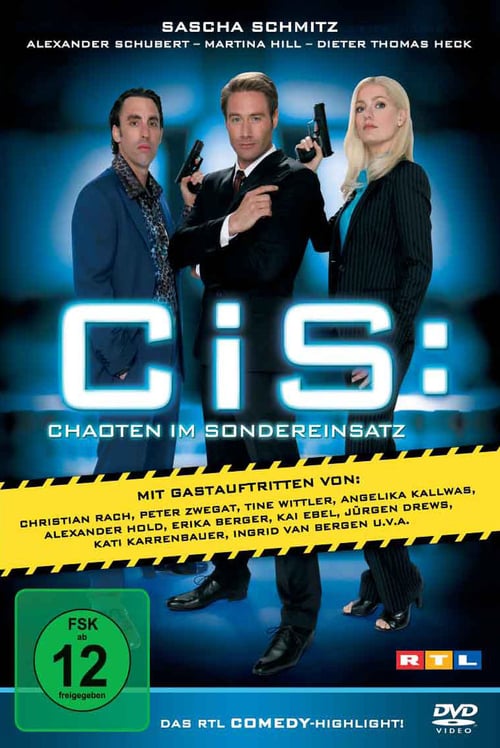 SASCHA SCHMITZ
ALEXANDER SCHUBERT – MARTINA HILL – DIETER THOMAS HECK
CiS:
CHAOTEN IM SONDEREINSATZ
MIT GASTAUFTRITTEN VON:
CHRISTIAN RACH, PETER ZWEGAT, TINE WITTLER, ANGELIKA KALLWAS,
ALEXANDER HOLD, ERIKA BERGER, KAI EBEL, JÜRGEN DREWS,
KATI KARRENBAUER, INGRID VAN BERGEN U.V.A.
FSK
ab
12
freigegeben
RTL
DAS RTL COMEDY-HIGHLIGHT!
DVD
VIDEO